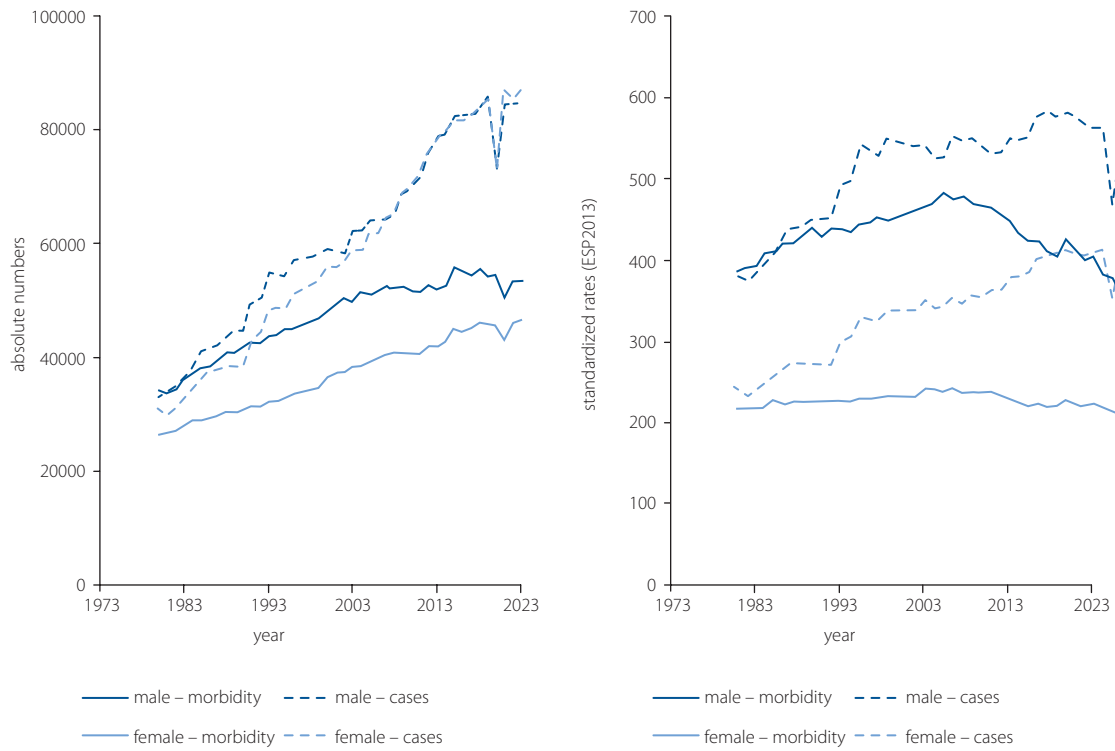 100000
80000
60000
40000
20000
0
absolute numbers
1973 1983 1993 2003 2013 2023
year
male – morbidity male – cases
female – morbidity female – cases
700
600
500
400
300
200
100
0
standardized rates (ESP2013)
1973 1983 1993 2003 2013 2023
year
male – morbidity male – cases
female – morbidity female – cases